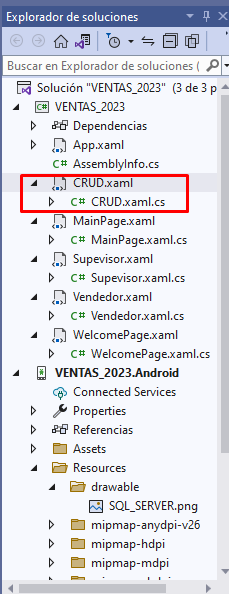 Explorador de soluciones
Buscar en Explorador de soluciones
Solución "VENTAS_2023" (3 de 3 p
VENTAS_2023
Dependencias
App.xaml
AssemblyInfo.cs
CRUD.xaml
CRUD.xaml.cs
MainPage.xaml
MainPage.xaml.cs
Supevisor.xaml
Supevisor.xaml.cs
Vendedor.xaml
Vendedor.xaml.cs
WelcomePage.xaml
WelcomePage.xaml.cs
VENTAS_2023.Android
Connected Services
Properties
Referencias
Assets
Resources
drawable
SQL_SERVER.png
mipmap-anydpi-v26
mipmap-hdpi
mipmap-mdpi